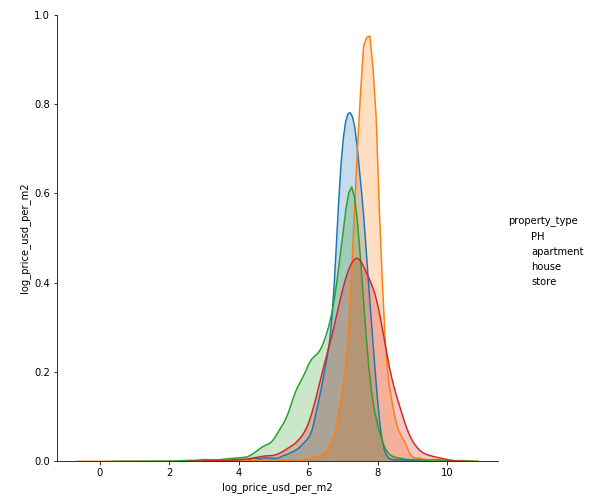 1.0
0.8
0.6
0.4
0.2
0.0
log_price_usd_per_m2
0 2 4 6 8 10
log_price_usd_per_m2
property_type
PH
apartment
house
store